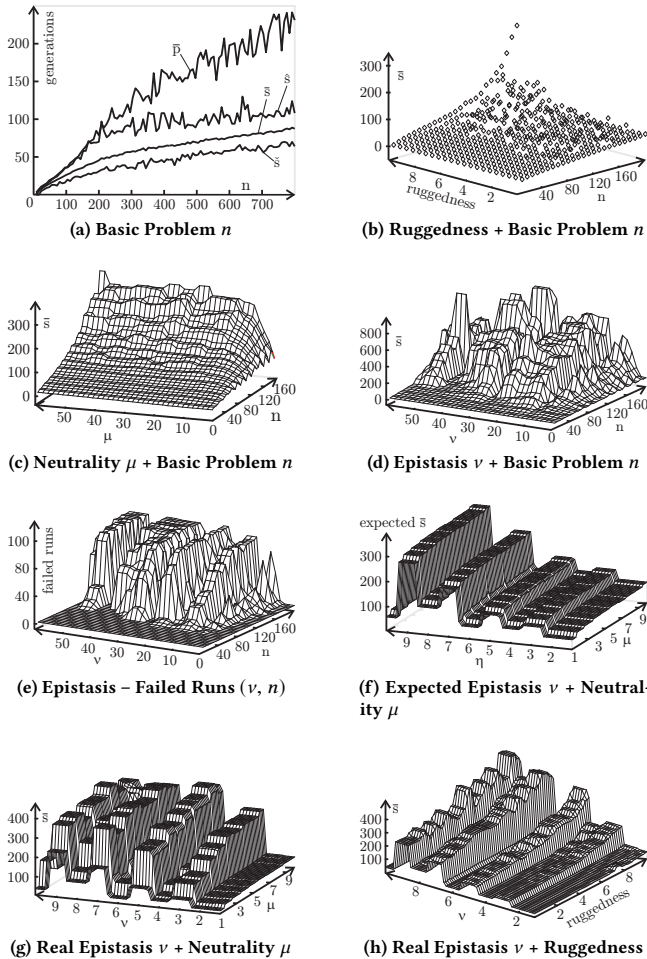 generations
200
150
100
50
p̄
ŝ
s̄
š
n
0 100 200 300 400 500 600 700
(a) Basic Problem n
300
200
100
0
s̄
8 6 4 2
ruggedness
40 80 120 160
n
(b) Ruggedness + Basic Problem n
300
200
100
0
s̄
50 40 30 20 10 0
μ
40 80 120 160
n
(c) Neutrality μ + Basic Problem n
800
600
400
200
0
s̄
50 40 30 20 10 0
ν
40 80 120 160
n
(d) Epistasis ν + Basic Problem n
failed runs
100
80
40
0
50 40 30 20 10 0
ν
40 80 120 160
n
(e) Epistasis – Failed Runs (ν, n)
expected s̄
300
200
100
9 8 7 6 5 4 3 2 1
η
3 5 7 9
μ
(f) Expected Epistasis ν + Neutral-
ity μ
400
300
200
100
s̄
9 8 7 6 5 4 3 2 1
ν
3 5 7 9
μ
(g) Real Epistasis ν + Neutrality μ
400
300
200
100
s̄
8 6 4 2
ν
2 4 6 8
ruggedness
(h) Real Epistasis ν + Ruggedness